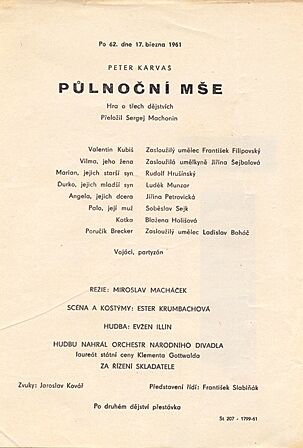 Po 62. dne 17. března 1961
PETER KARVAŠ
PŮLNOČNÍ MŠE
Hra o třech dějstvích
Přeložil Sergej Machonin
Valentin Kubiš Zasloužilý umělec František Filipovský
Vilma, jeho žena Zasloužilá umělkyně Jiřina Šejbalová
Marian, jejich starší syn Rudolf Hrušínský
Durko, jejich mladší syn Luděk Munzar
Angela, jejich dcera Jiřina Petrovická
Palo, její muž Soběslav Sejk
Katka Blažena Holišová
Poručík Brecker Zasloužilý umělec Ladislav Boháč
Vojáci, partyzán
REŽIE: MIROSLAV MACHÁČEK
SCÉNA A KOSTÝMY: ESTER KRUMBACHOVÁ
HUDBA: EVŽEN ILLÍN
HUDBU NAHRÁL ORCHESTR NÁRODNÍHO DIVADLA
laureát státní ceny Klementa Gottwalda
ZA ŘÍZENÍ SKLADATELE
Zvuky: Jaroslav Kovář Představení řídí: František Slabiňák
Po druhém dějství přestávka
St 207 - 1799-61